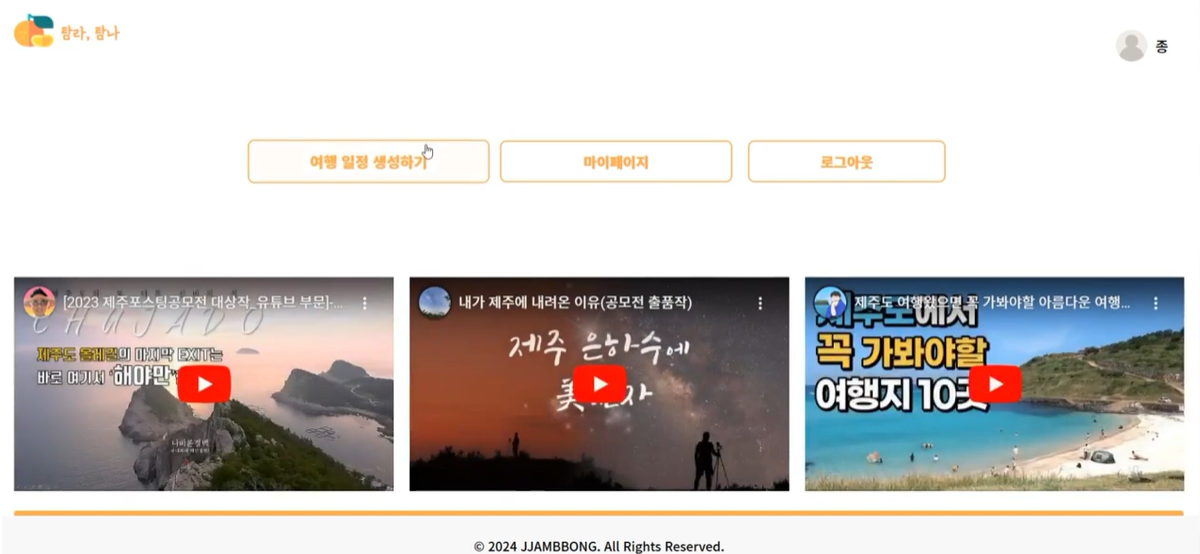 탐라, 탐나
종
여행 일정 생성하기
마이페이지
로그아웃
[2023 제주포스팅공모전 대상작_유튜브 부문]-...
CHUJADO
제주도 올레길의 마지막 EXIT는
바로 여기서 "해야만"
내가 제주에 내려온 이유(공모전 출품작)
제주 은하수에
美
제주도 여행왔으면 꼭 가봐야할 아름다운 여행...
제주도에서
꼭 가봐야할
여행지 10곳
© 2024 JJAMBBONG. All Rights Reserved.